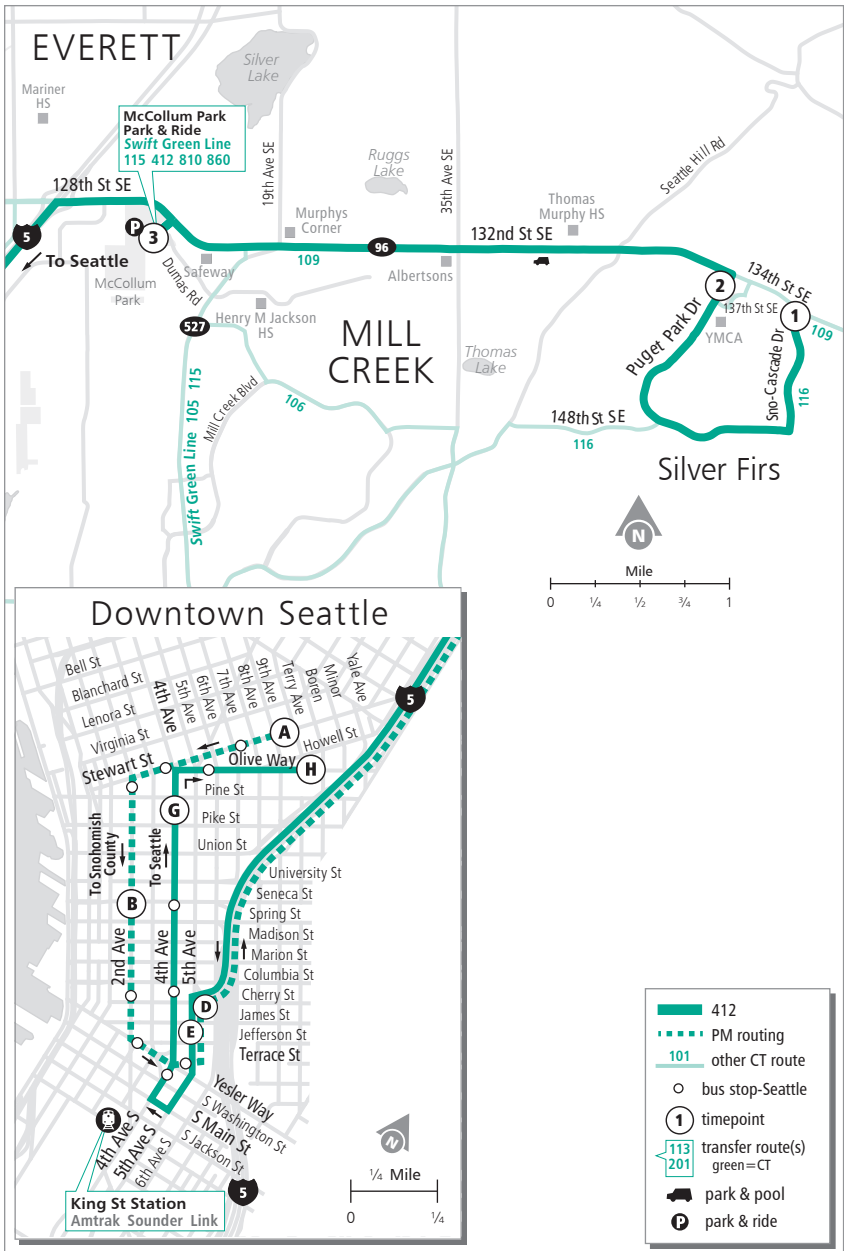 EVERETT
Silver
Lake
Mariner
HS
McCollum Park
Park & Ride
Swift Green Line
115 412 810 860
128th St SE
19th Ave SE
Ruggs
Lake
35th Ave SE
Seattle Hill Rd
Thomas
Murphy HS
Murphys
Corner
5
P
3
To Seattle
McCollum
Park
Dumas Rd
Safeway
109
96
132nd St SE
Albertsons
134th St SE
2
137th St SE
1
109
YMCA
Henry M Jackson
HS
527
MILL
CREEK
Puget Park Dr
Sno-Cascade Dr
116
Thomas
Lake
Swift Green Line 105 115
Mill Creek Blvd
106
148th St SE
116
Silver Firs
N
Mile
0 ¼ ½ ¾ 1
Downtown Seattle
Bell St
Blanchard St
Lenora St
Virginia St
Stewart St
4th Ave
5th Ave
6th Ave
7th Ave
8th Ave
9th Ave
Terry Ave
Boren
Minor
Yale Ave
5
A
Howell St
Olive Way
H
Pine St
G
Pike St
Union St
To Snohomish
County
To Seattle
B
2nd Ave
4th Ave
5th Ave
University St
Seneca St
Spring St
Madison St
Marion St
Columbia St
Cherry St
D
James St
E
Jefferson St
Terrace St
Yesler Way
S Washington St
S Main St
S Jackson St
4th Ave S
5th Ave S
6th Ave S
5
King St Station
Amtrak Sounder Link
N
¼ Mile
0 ¼
412
PM routing
101 other CT route
bus stop-Seattle
1 timepoint
113 transfer route(s)
201 green=CT
park & pool
P park & ride